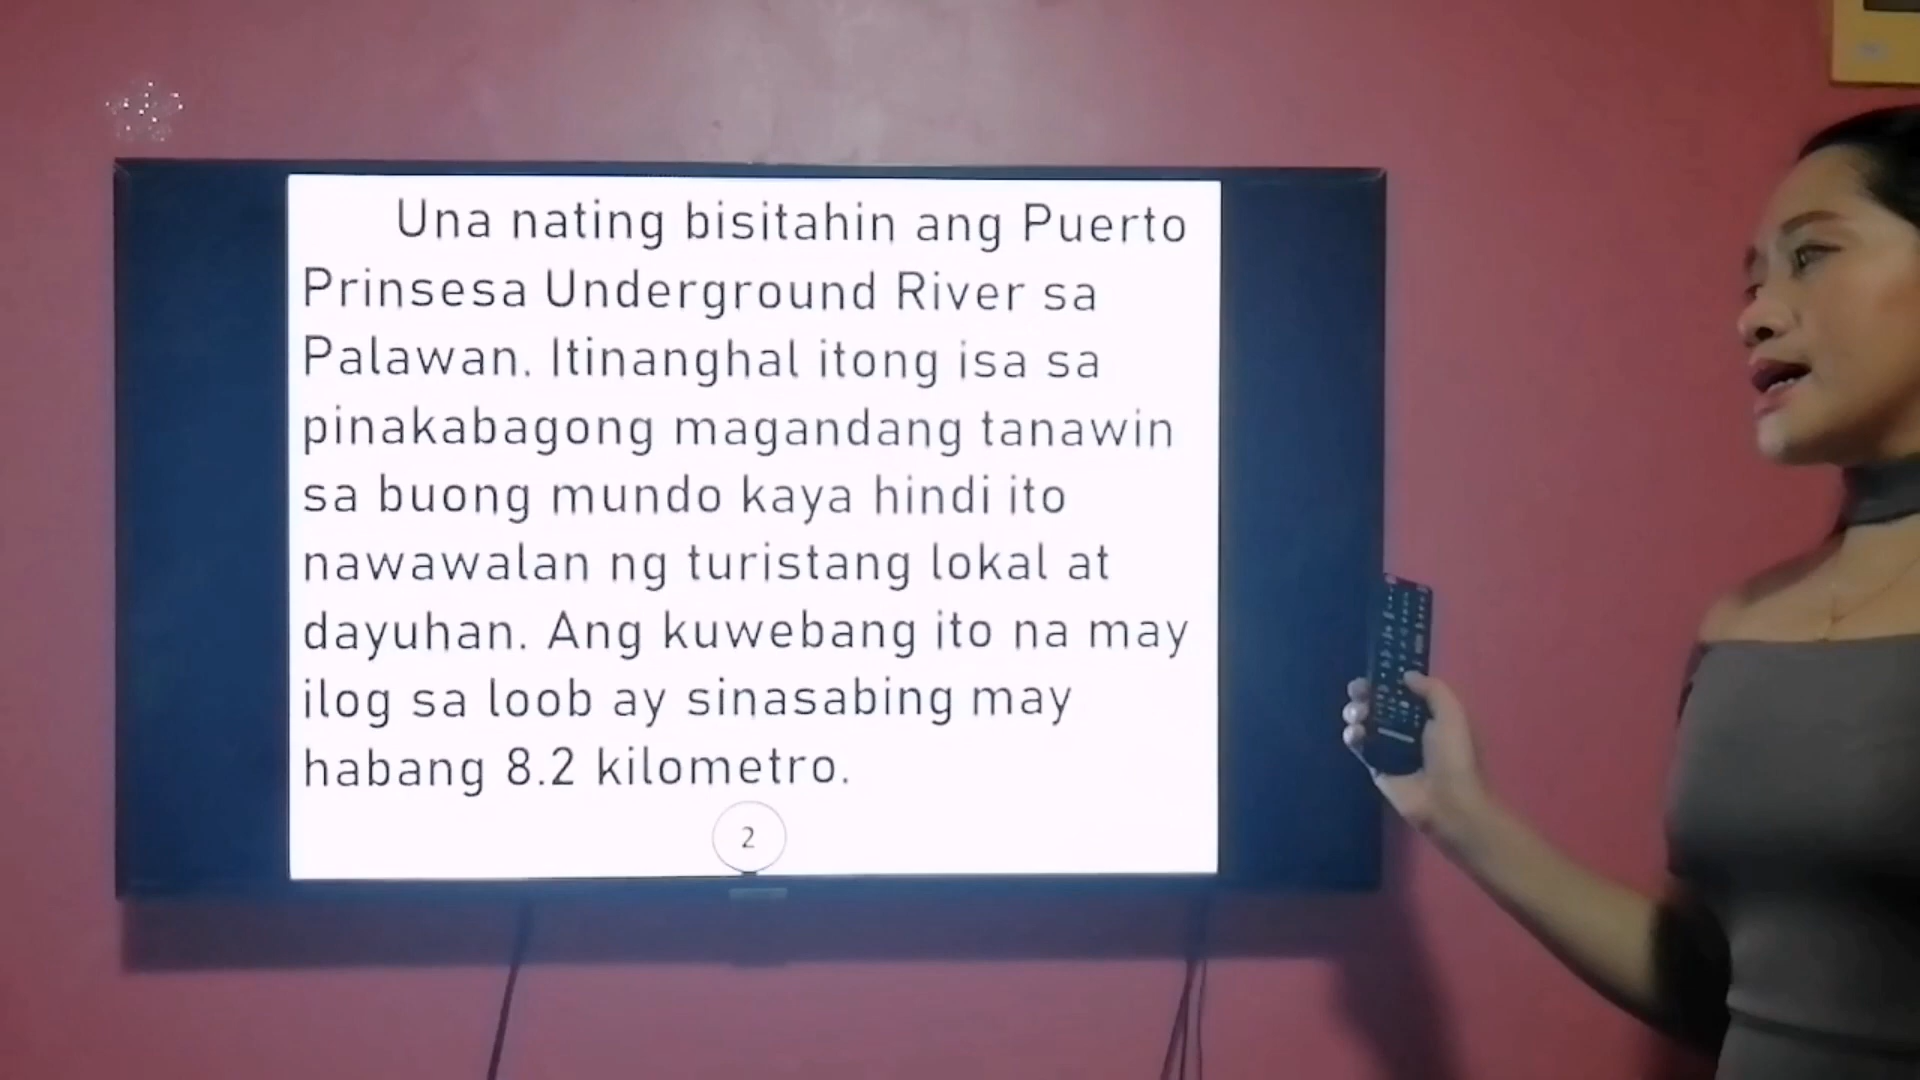 Una nating bisitahin ang Puerto
Prinsesa Underground River sa
Palawan. Itinanghal itong isa sa
pinakabagong magandang tanawin
sa buong mundo kaya hindi ito
nawawalan ng turistang lokal at
dayuhan. Ang kuwebang ito na may
ilog sa loob ay sinasabing may
habang 8.2 kilometro.
2